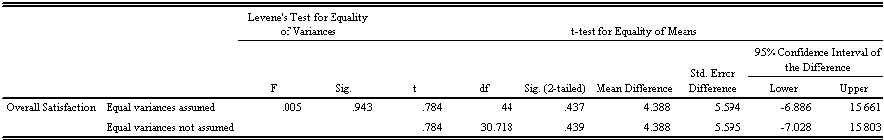 Levene's Test for Equality
of Variances t-test for Equality of Means
95% Confidence Interval of
the Difference
Std. Error
F Sig. t df Sig. (2-tailed) Mean Difference Difference Lower Upper
Overall Satisfaction Equal variances assumed .005 .943 .784 44 .437 4.388 5.594 -6.886 15.661
Equal variances not assumed .784 30.718 .439 4.388 5.595 -7.028 15.803